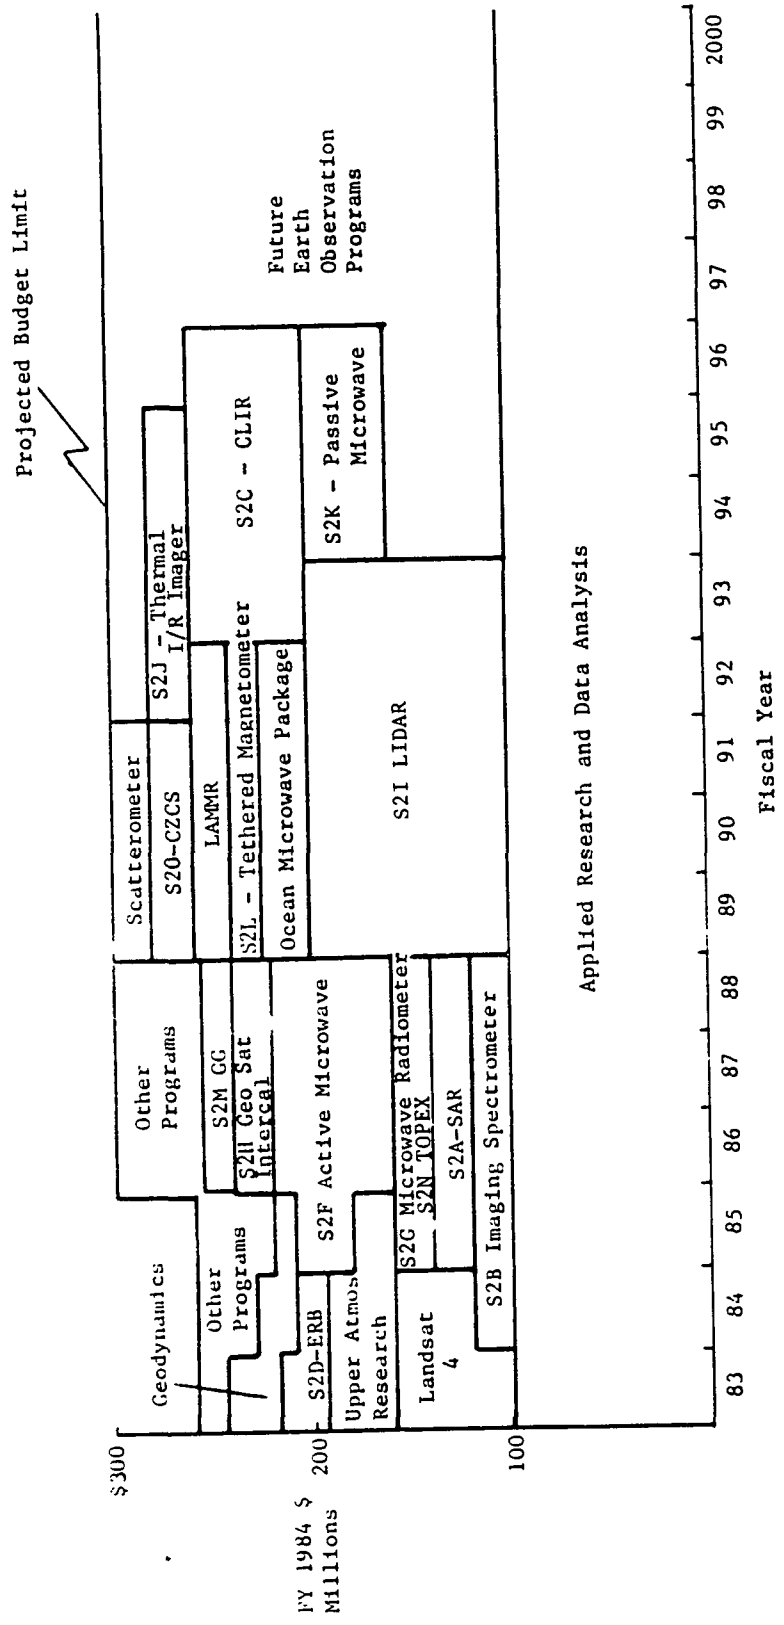 Projected Budget Limit
$300
200
100
FY 1984 $
Millions
Geodynamics
Other
Programs
Other
Programs
S2M GG
S2H Geo Sat
Intercal
S2F Active Microwave
S2D-ERB
Upper Atmos
Research
Landsat
4
S2G Microwave Radiometer
S2N TOPEX
S2A-SAR
S2B Imaging Spectrometer
Scatterometer
S2O-CZCS
LAMMR
S2L - Tethered Magnetometer
Ocean Microwave Package
S2I LIDAR
S2J - Thermal
I/R Imager
S2C - CLIR
S2K - Passive
Microwave
Future
Earth
Observation
Programs
Applied Research and Data Analysis
83 84 85 86 87 88 89 90 91 92 93 94 95 96 97 98 99 2000
Fiscal Year